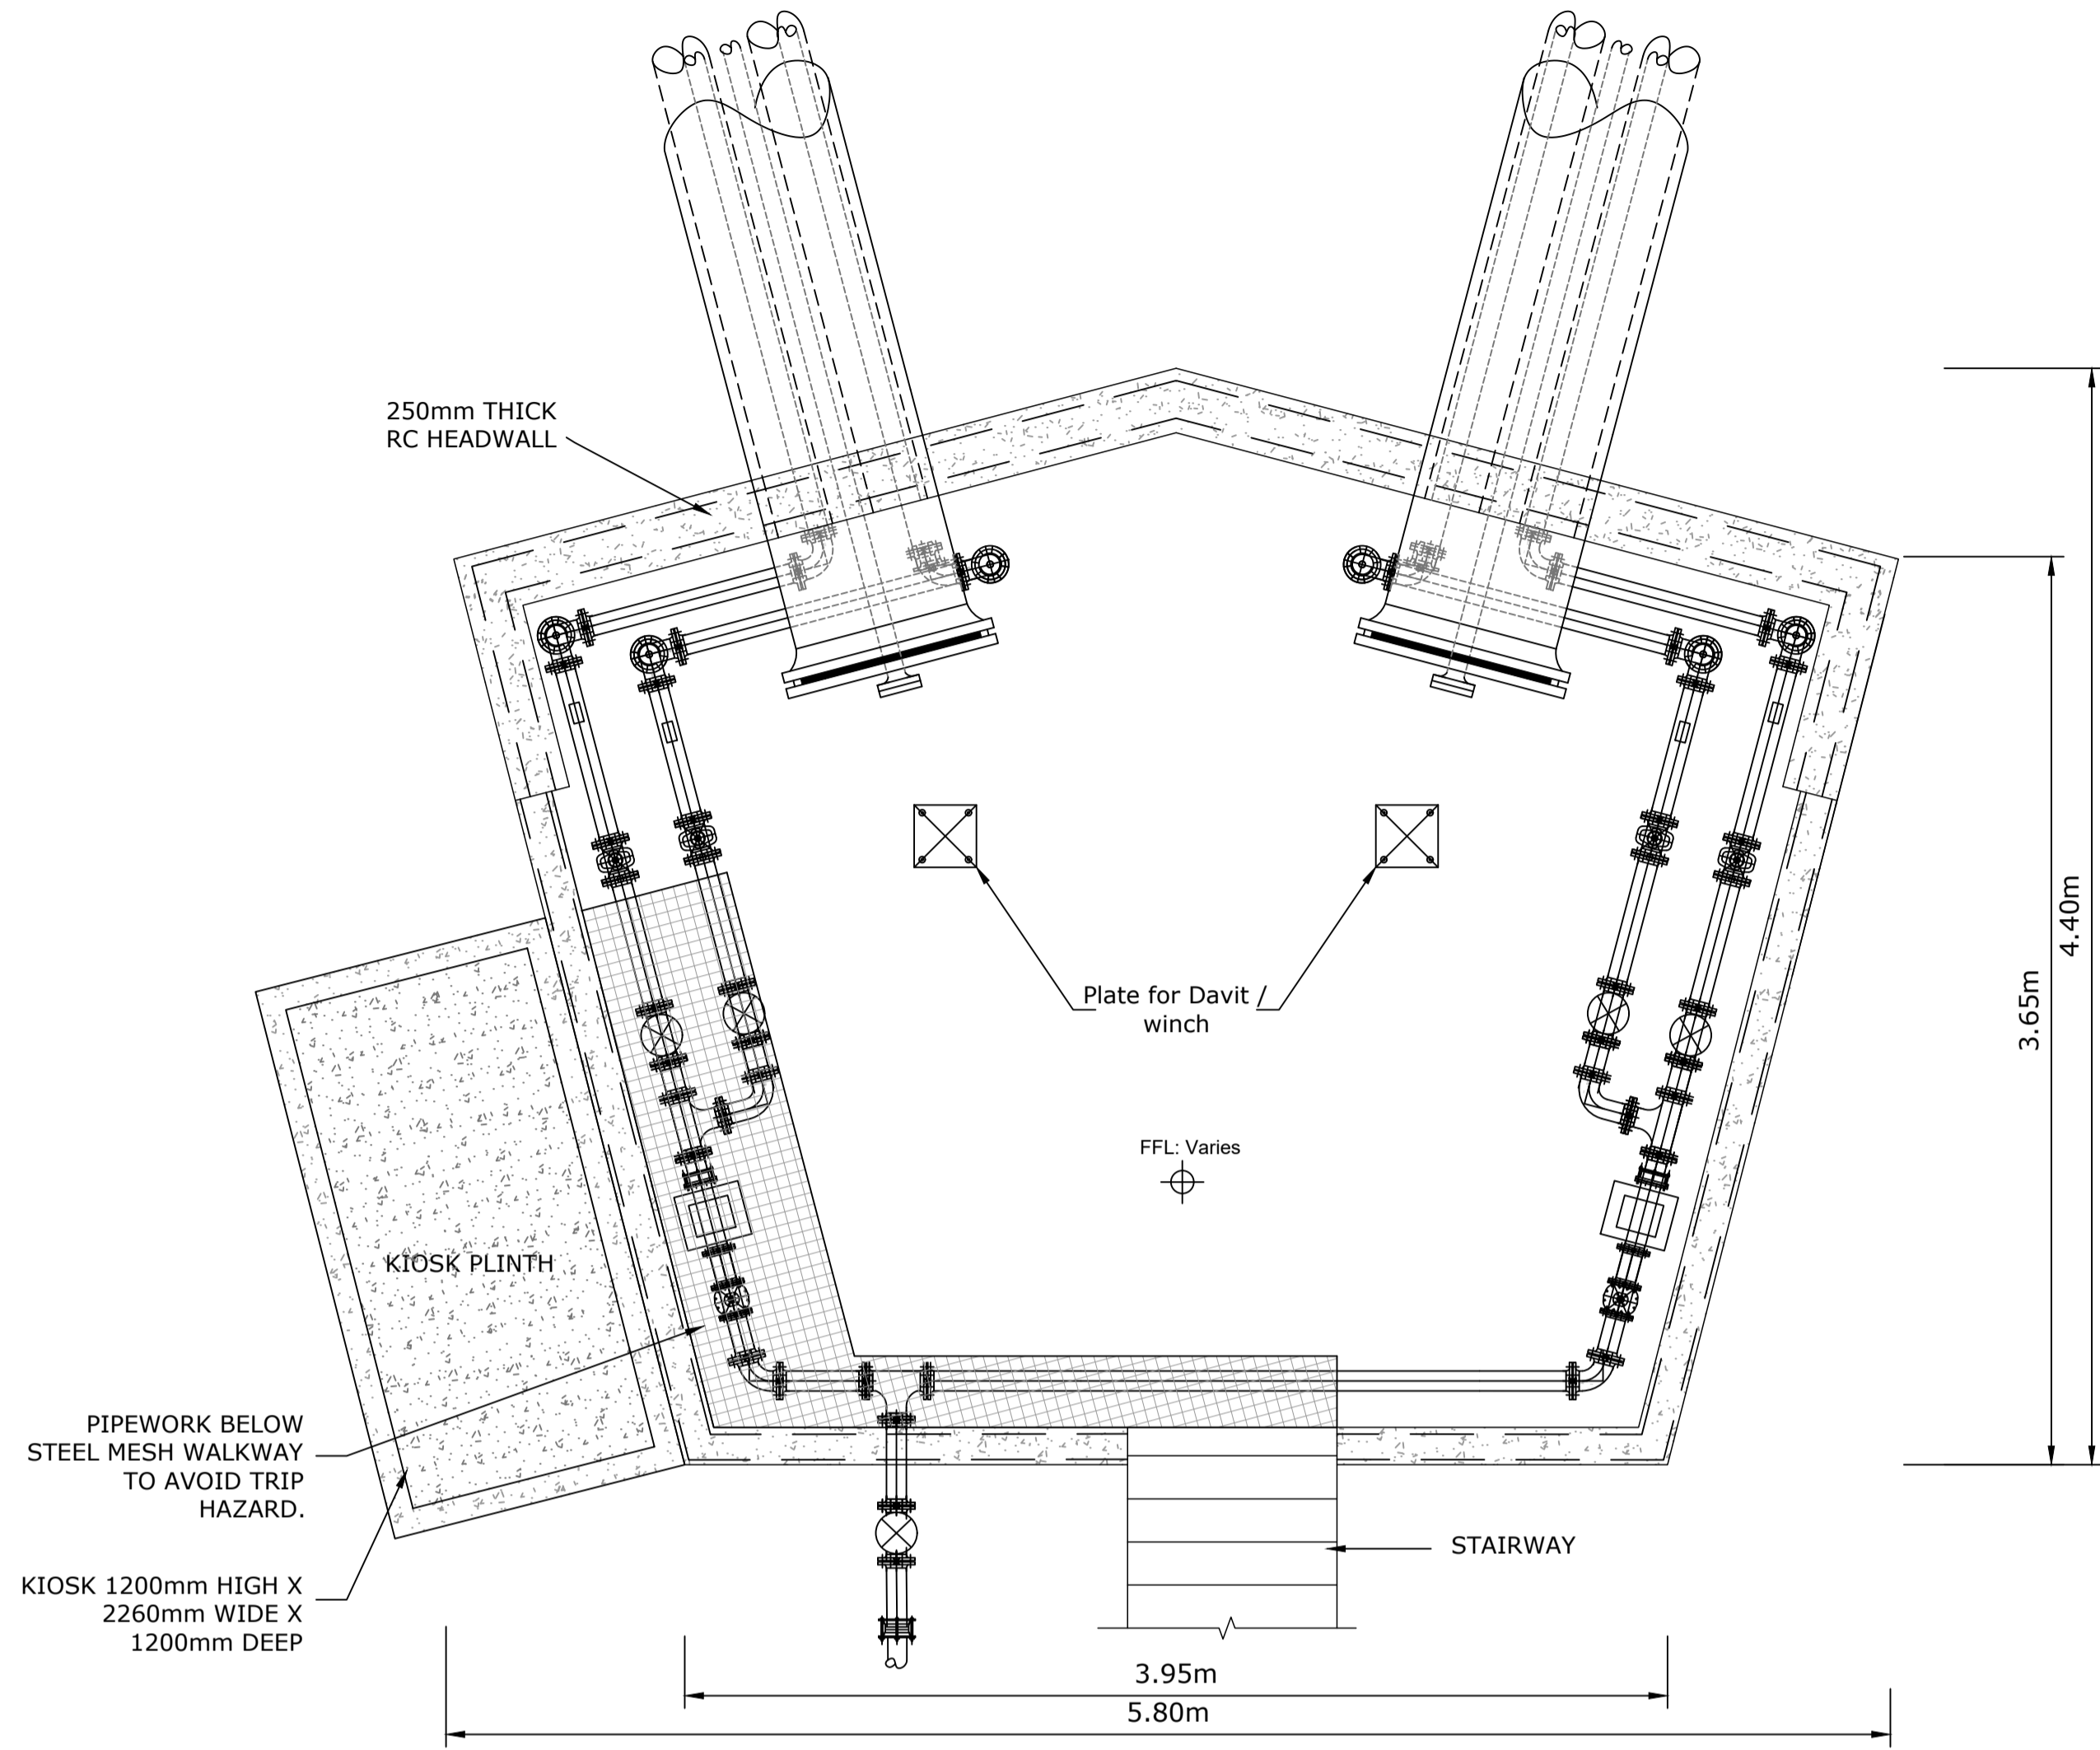 250mm THICK
RC HEADWALL
4.40m
3.65m
Plate for Davit /
winch
FFL: Varies
KIOSK PLINTH
PIPEWORK BELOW
STEEL MESH WALKWAY
TO AVOID TRIP
HAZARD.
STAIRWAY
KIOSK 1200mm HIGH X
2260mm WIDE X
1200mm DEEP
3.95m
5.80m